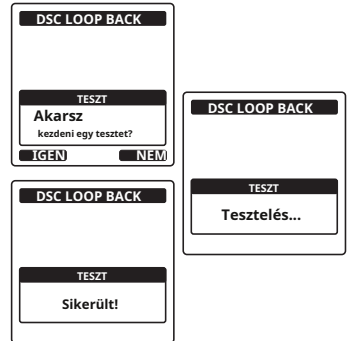 DSC LOOP BACK
TESZT
Akarsz
kezdeni egy tesztet?
IGEN
NEM
DSC LOOP BACK
TESZT
Tesztelés...
DSC LOOP BACK
TESZT
Sikerült!